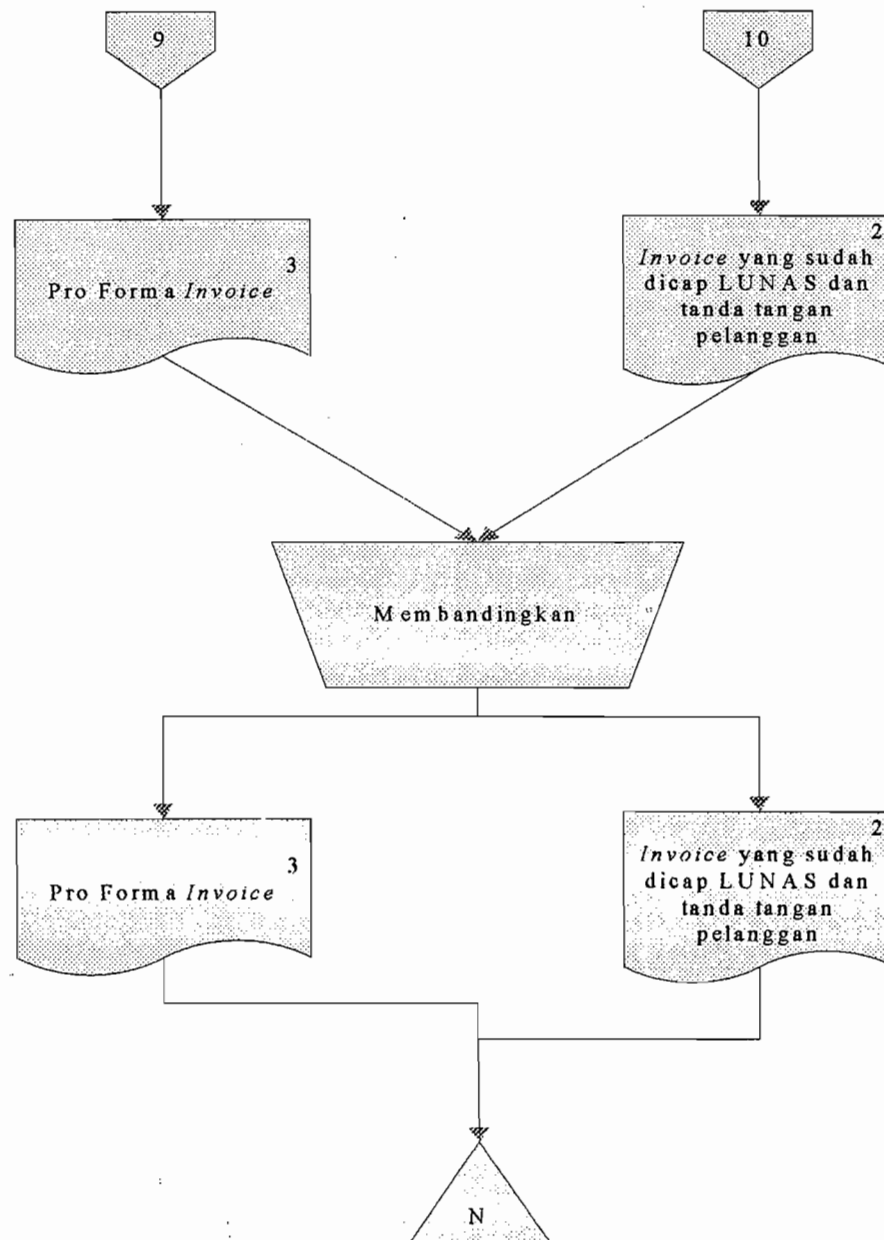 9
10
3
Pro Forma Invoice
2
Invoice yang sudah
dicap LUNAS dan
tanda tangan
pelanggan
Membandingkan
3
Pro Forma Invoice
2
Invoice yang sudah
dicap LUNAS dan
tanda tangan
pelanggan
N